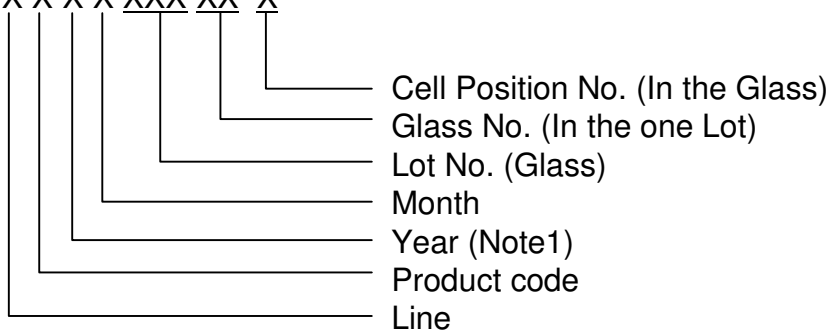 X X X X XXX XX X
Cell Position No. (In the Glass)
Glass No. (In the one Lot)
Lot No. (Glass)
Month
Year (Note1)
Product code
Line